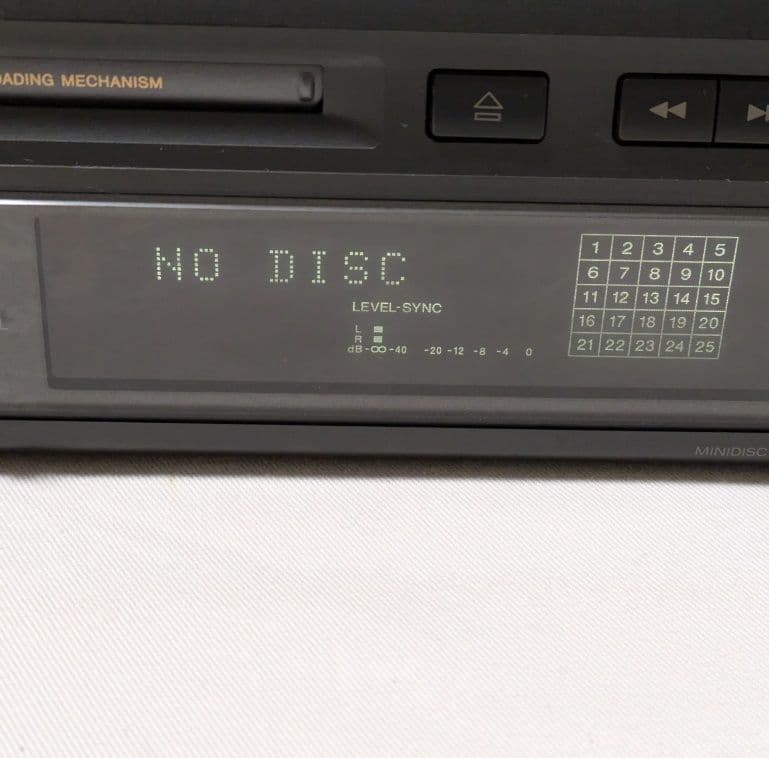 ADING MECHANISM
NO DISC
LEVEL-SYNC
L
R
dB-∞-40 -20 -12 -8 -4 0
1 2 3 4 5
6 7 8 9 10
11 12 13 14 15
16 17 18 19 20
21 22 23 24 25
L
MINIDISC